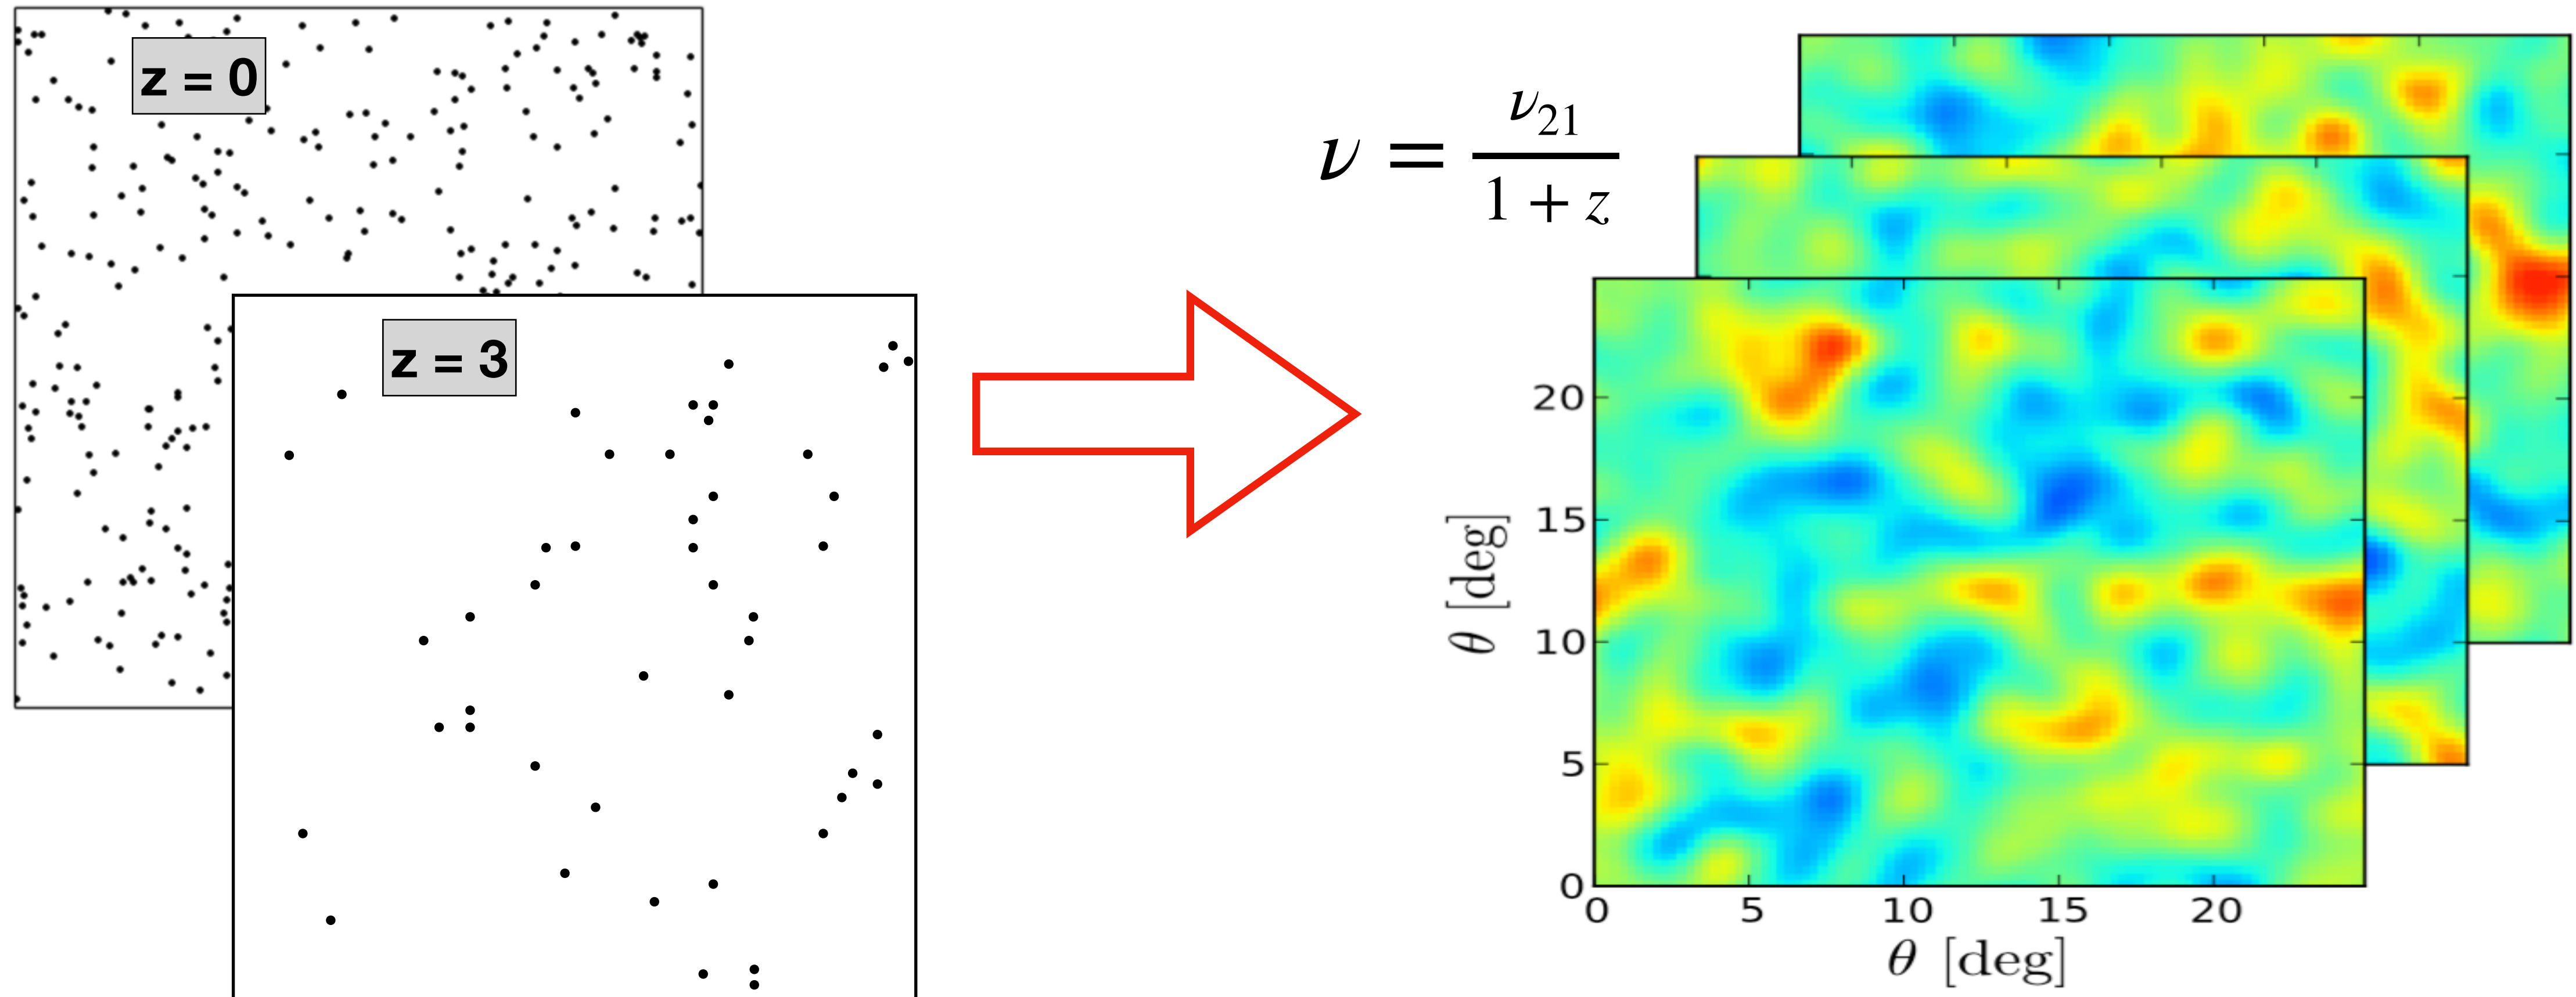 z = 0
z = 3
ν = ν₂₁ / (1 + z)
θ [deg]
20
15
10
5
0
0 5 10 15 20
θ [deg]